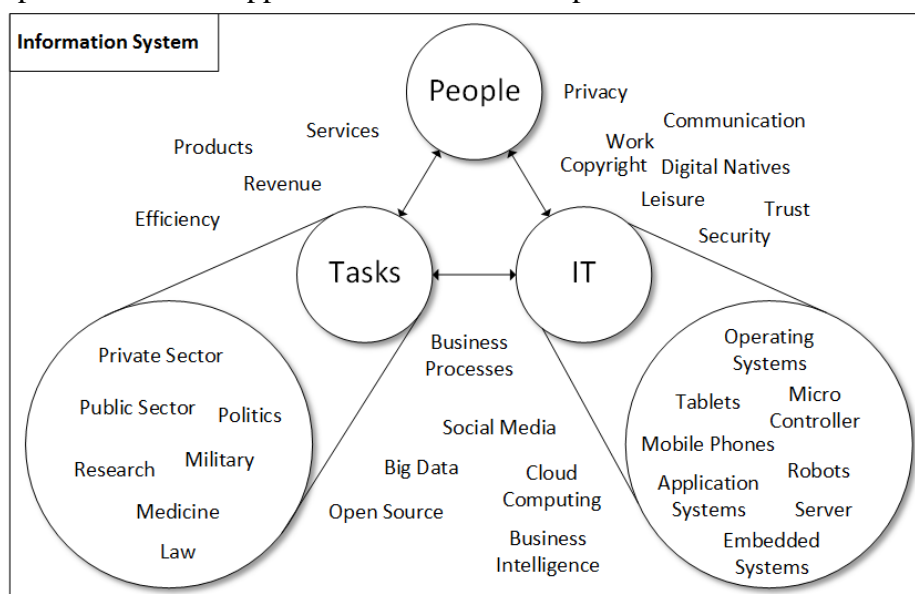 Information System
People
Privacy
Communication
Services
Work
Products
Copyright
Digital Natives
Revenue
Leisure
Trust
Efficiency
Security
Tasks
IT
Business
Processes
Private Sector
Public Sector
Politics
Research
Military
Medicine
Law
Social Media
Big Data
Cloud
Computing
Open Source
Business
Intelligence
Operating
Systems
Tablets
Micro
Controller
Mobile Phones
Robots
Application
Systems
Server
Embedded
Systems